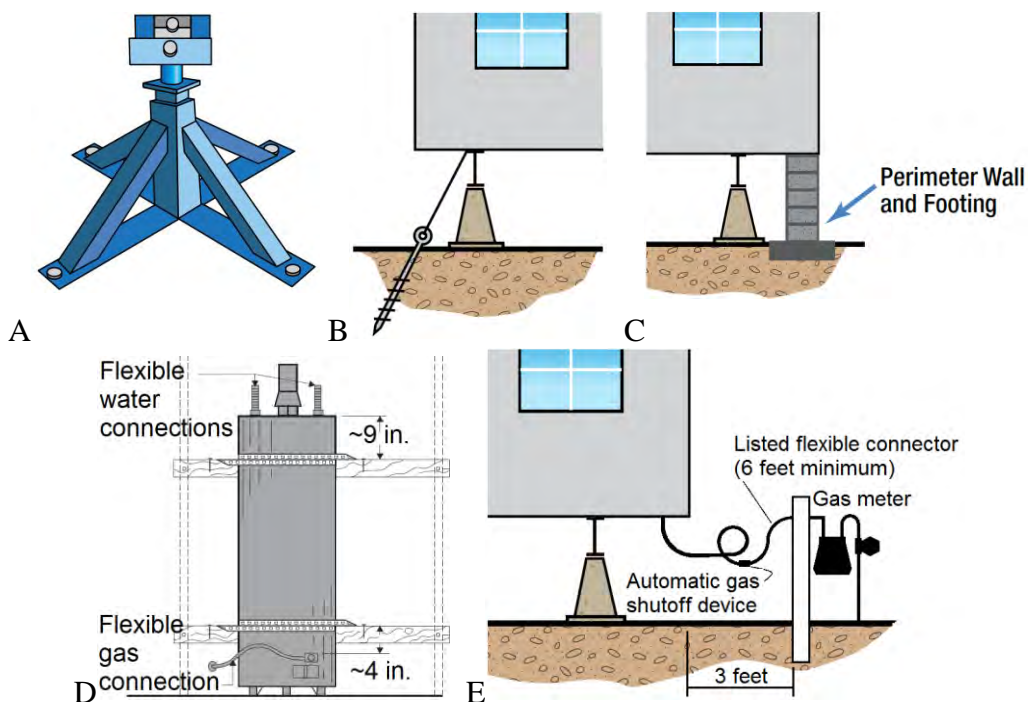 A
B
C
Perimeter Wall
and Footing
Flexible
water
connections
~9 in.
Flexible
gas
connection
~4 in.
D
Listed flexible connector
(6 feet minimum)
Gas meter
Automatic gas
shutoff device
3 feet
E